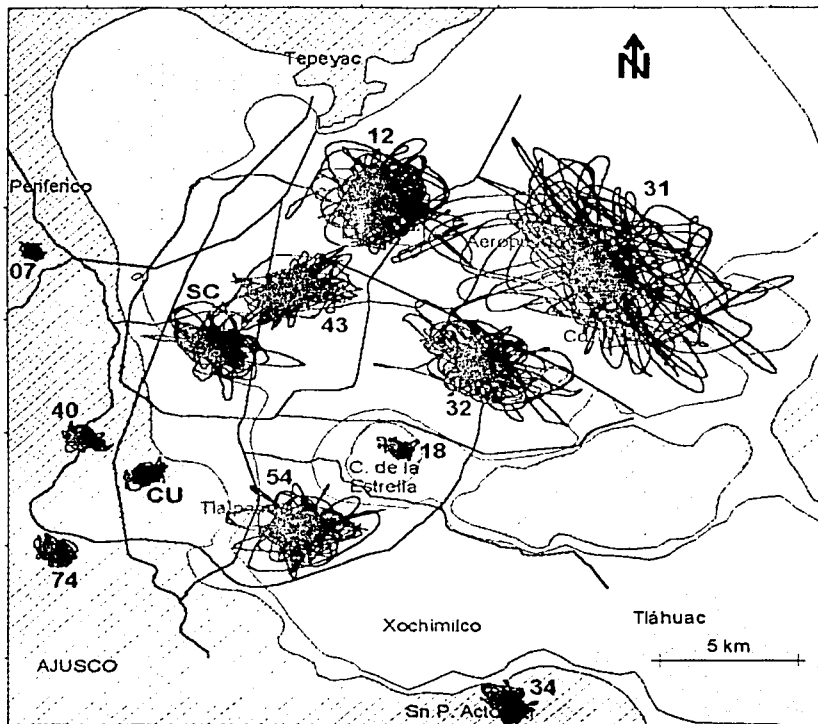 Tepeyac
N
12
31
Periferico
07
SC
43
32
40
18
C. de la
Estrella
CU
54
74
Xochimilco
Tláhuac
5 km
AJUSCO
34
Sn. P.